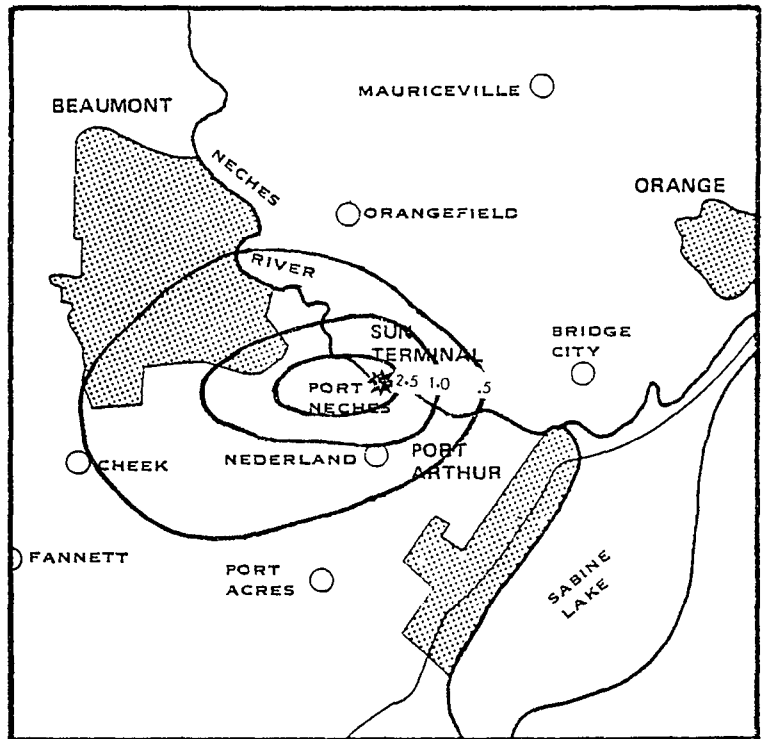 MAURICEVILLE
BEAUMONT
NECHES
ORANGE
ORANGEFIELD
RIVER
SUN
TERMINAL
BRIDGE
CITY
2.5 1.0 .5
PORT
NECHES
NEDERLAND
PORT
ARTHUR
CHEEK
FANNETT
PORT
ACRES
SABINE
LAKE